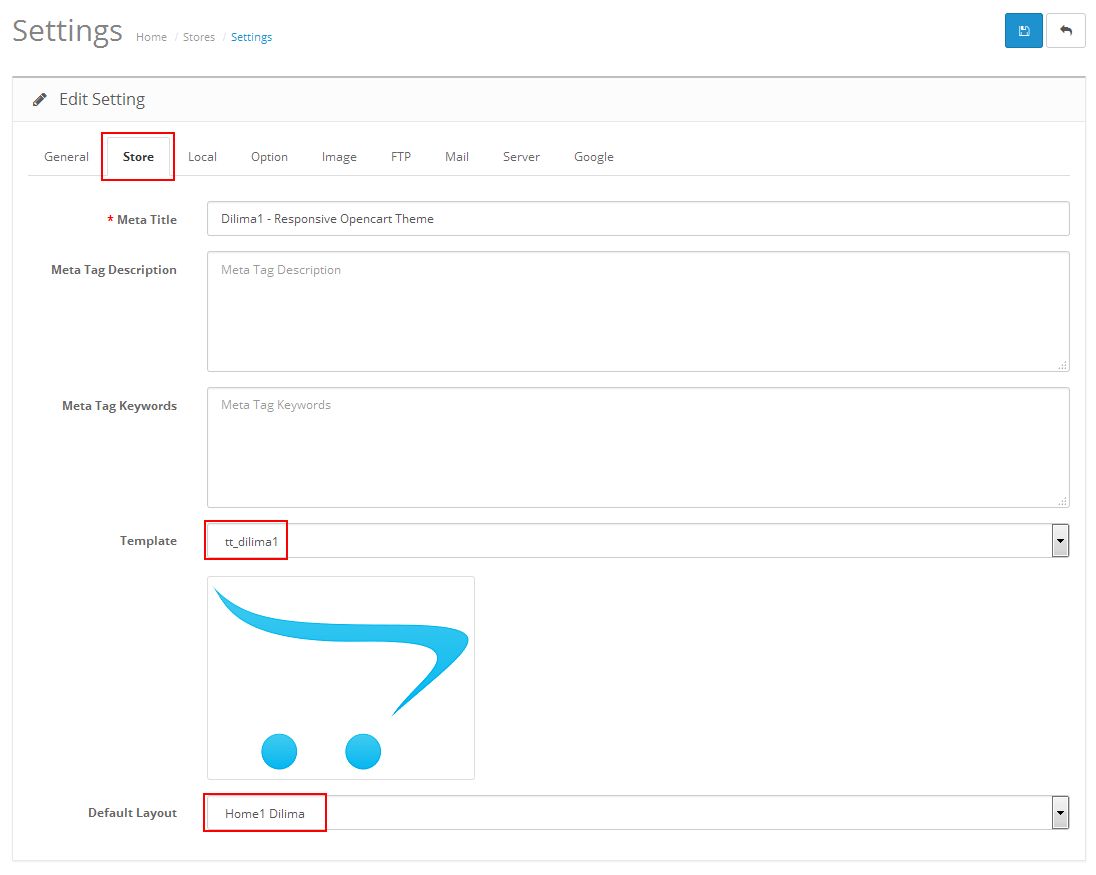 Settings Home / Stores / Settings
Edit Setting
General Store Local Option Image FTP Mail Server Google
* Meta Title Dilima1 - Responsive Opencart Theme
Meta Tag Description Meta Tag Description
Meta Tag Keywords Meta Tag Keywords
Template tt_dilima1
Default Layout Home1 Dilima